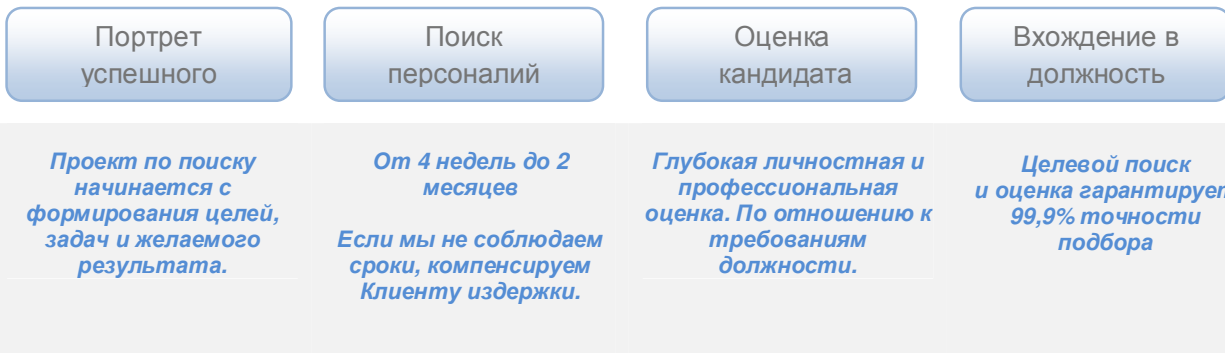 Портрет
успешного
Поиск
персоналий
Оценка
кандидата
Вхождение в
должность
Проект по поиску
начинается с
формирования целей,
задач и желаемого
результата.
От 4 недель до 2
месяцев
Если мы не соблюдаем
сроки, компенсируем
Клиенту издержки.
Глубокая личностная и
профессиональная
оценка. По отношению к
требованиям
должности.
Целевой поиск
и оценка гарантирует
99,9% точности
подбора